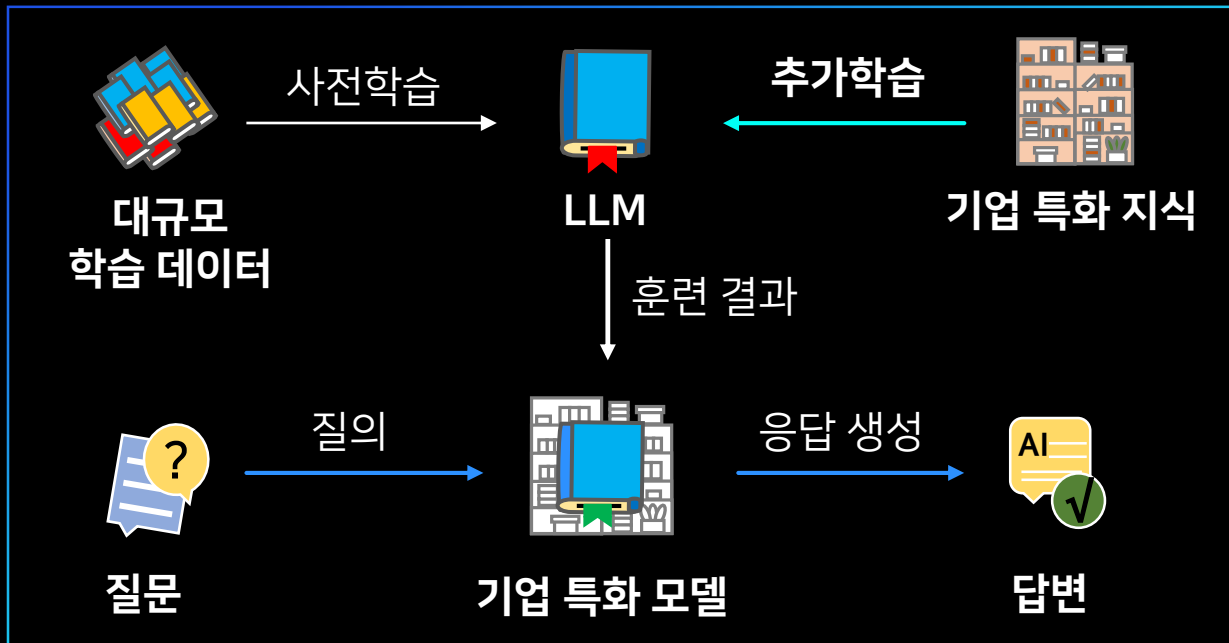 사전학습
추가학습
대규모
학습 데이터
LLM
기업 특화 지식
훈련 결과
질의
응답 생성
?
AI
√
질문
기업 특화 모델
답변